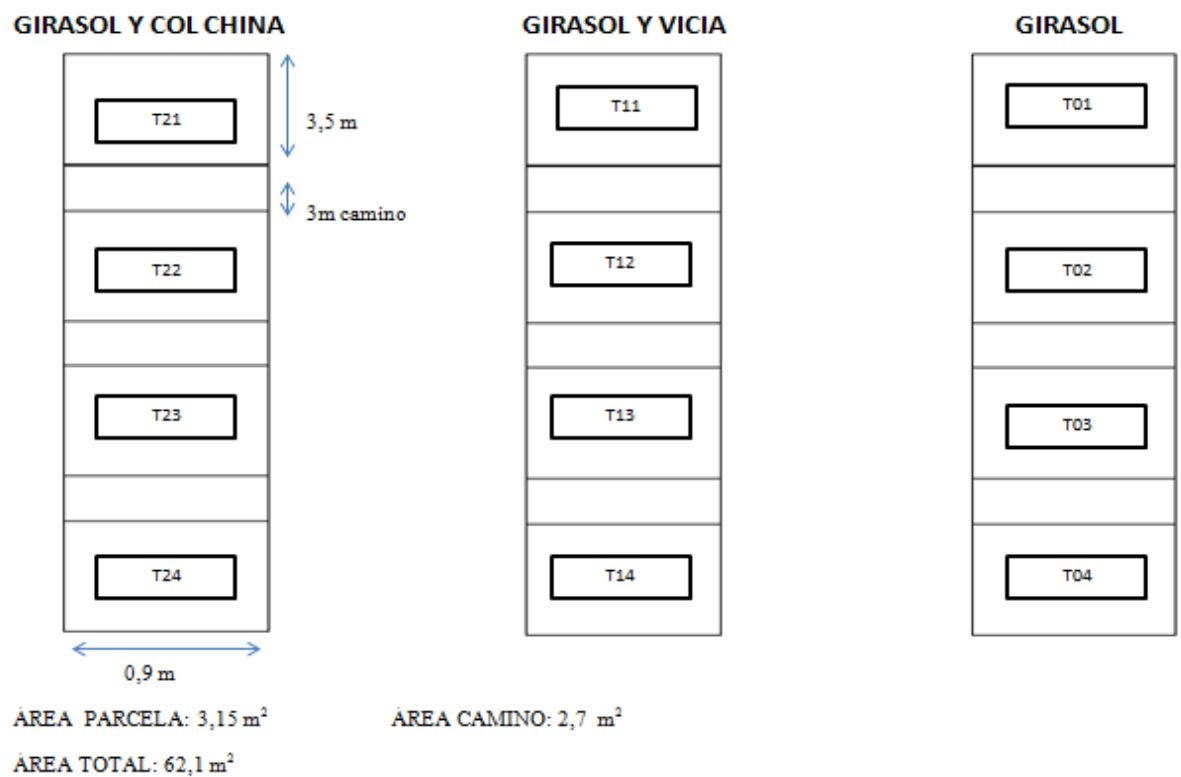 GIRASOL Y COL CHINA
GIRASOL Y VICIA
GIRASOL
T21
3,5 m
3m camino
T22
T23
T24
0,9 m
T11
T12
T13
T14
T01
T02
T03
T04
ÁREA PARCELA: 3,15 m²
ÁREA CAMINO: 2,7 m²
ÁREA TOTAL: 62,1 m²